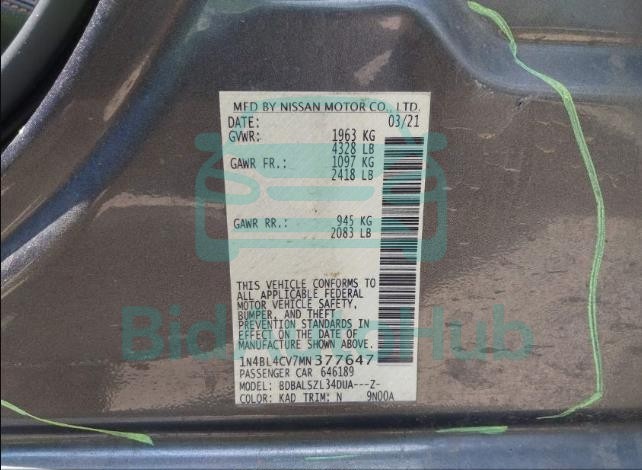 MFD BY NISSAN MOTOR CO., LTD.
DATE: 03/21
GVWR: 1963 KG
4328 LB
GAWR FR.: 1097 KG
2418 LB
GAWR RR.: 945 KG
2083 LB
THIS VEHICLE CONFORMS TO
ALL APPLICABLE FEDERAL
MOTOR VEHICLE SAFETY,
BUMPER, AND THEFT
PREVENTION STANDARDS IN
EFFECT ON THE DATE OF
MANUFACTURE SHOWN ABOVE.
BidAutoHub
1N4BL4CV7MN377647
PASSENGER CAR 646189
MODEL: BDBALSZL34DUA---Z-
COLOR: KAD TRIM: N 9N00A